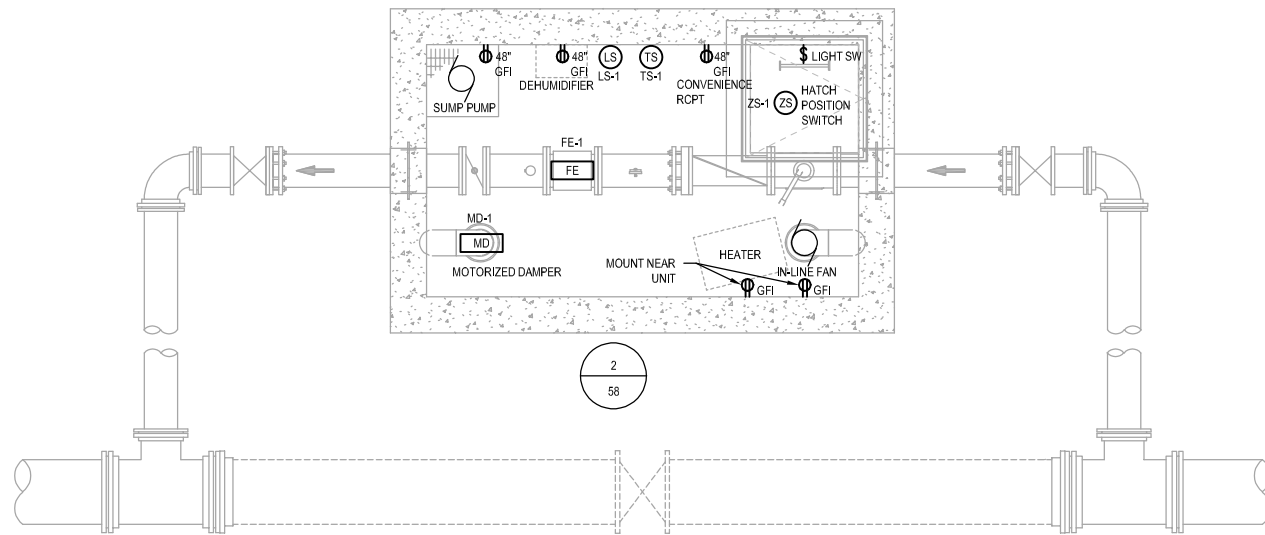 48"
GFI
48"
GFI
LS
LS-1
TS
TS-1
48"
GFI
$ LIGHT SW
DEHUMIDIFIER
CONVENIENCE
RCPT
SUMP PUMP
ZS-1
ZS
HATCH
POSITION
SWITCH
FE-1
FE
MD-1
MD
MOTORIZED DAMPER
HEATER
MOUNT NEAR
UNIT
IN-LINE FAN
GFI
GFI
2
58